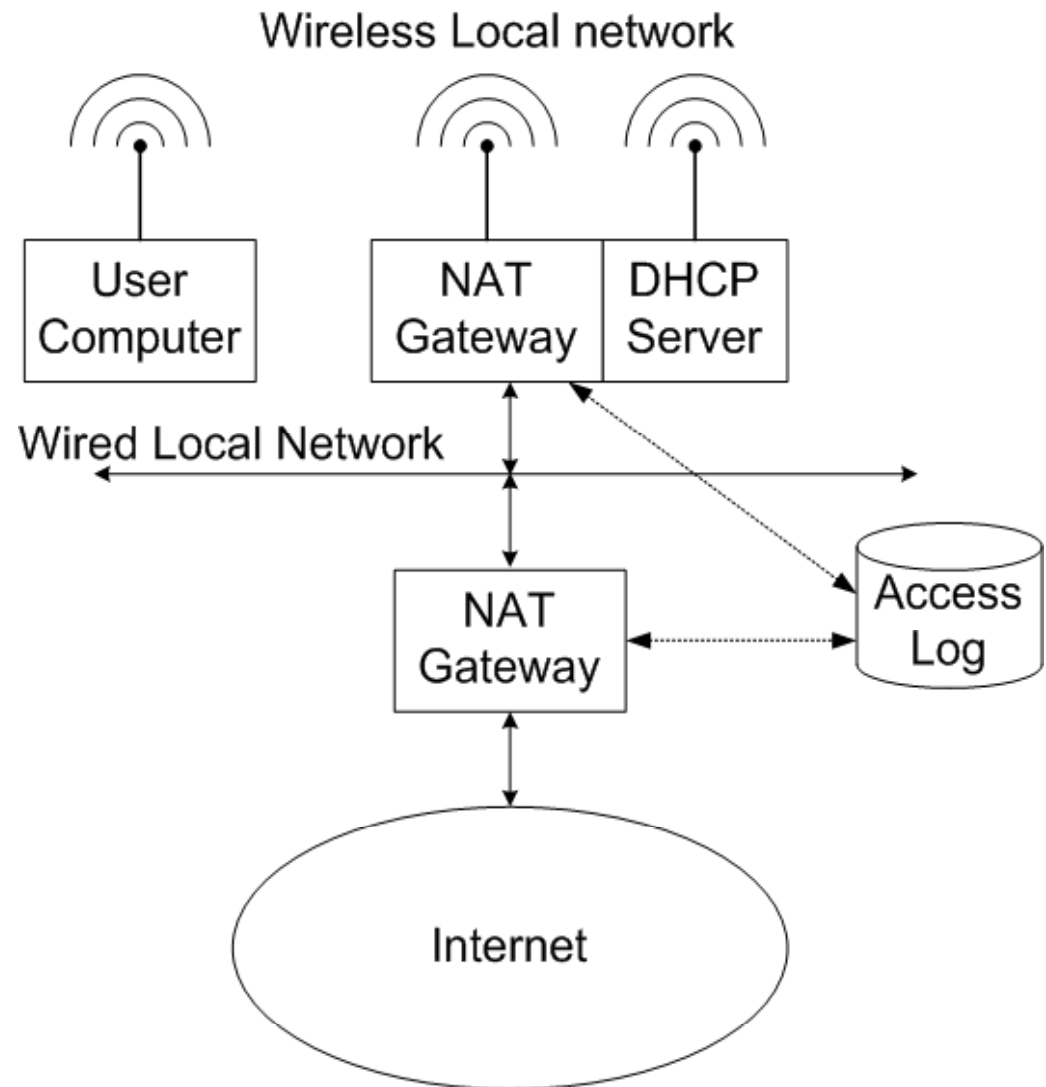 Wireless Local network
User
Computer
NAT
Gateway
DHCP
Server
Wired Local Network
NAT
Gateway
Access
Log
Internet